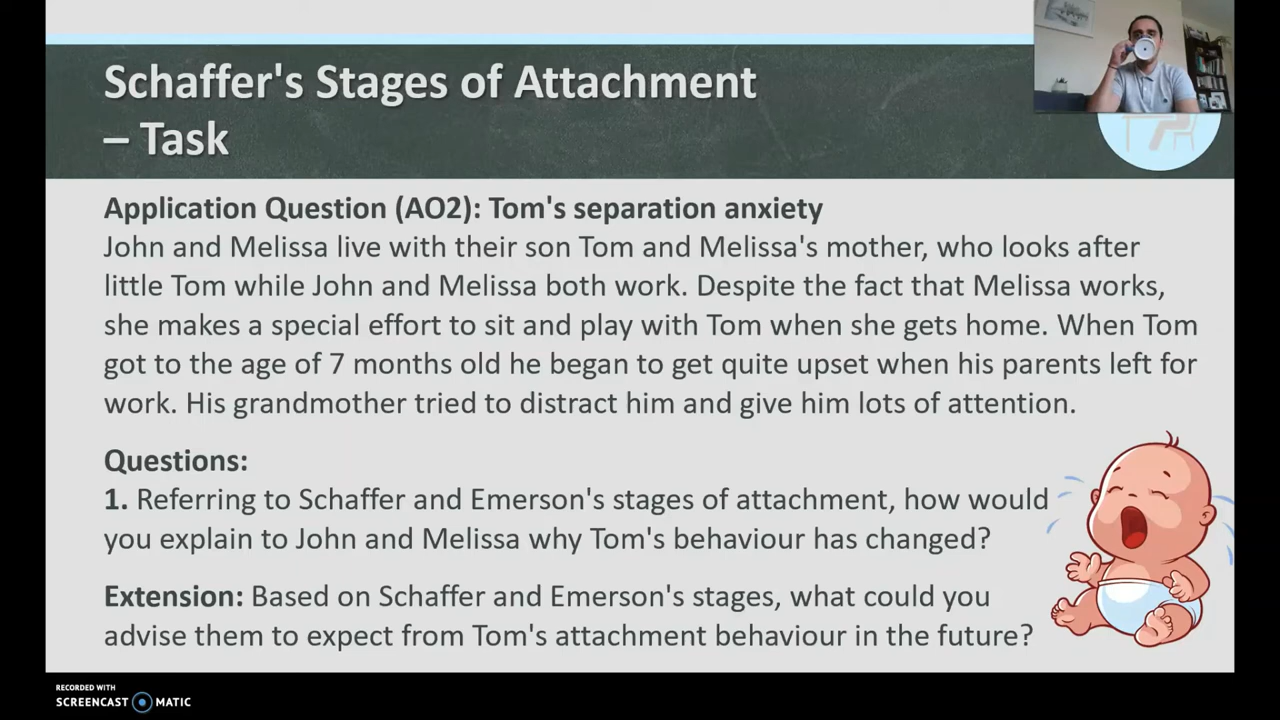 Schaffer's Stages of Attachment
– Task
Application Question (AO2): Tom's separation anxiety
John and Melissa live with their son Tom and Melissa's mother, who looks after
little Tom while John and Melissa both work. Despite the fact that Melissa works,
she makes a special effort to sit and play with Tom when she gets home. When Tom
got to the age of 7 months old he began to get quite upset when his parents left for
work. His grandmother tried to distract him and give him lots of attention.
Questions:
1. Referring to Schaffer and Emerson's stages of attachment, how would
you explain to John and Melissa why Tom's behaviour has changed?
Extension: Based on Schaffer and Emerson's stages, what could you
advise them to expect from Tom's attachment behaviour in the future?
RECORDED WITH
SCREENCAST MATIC